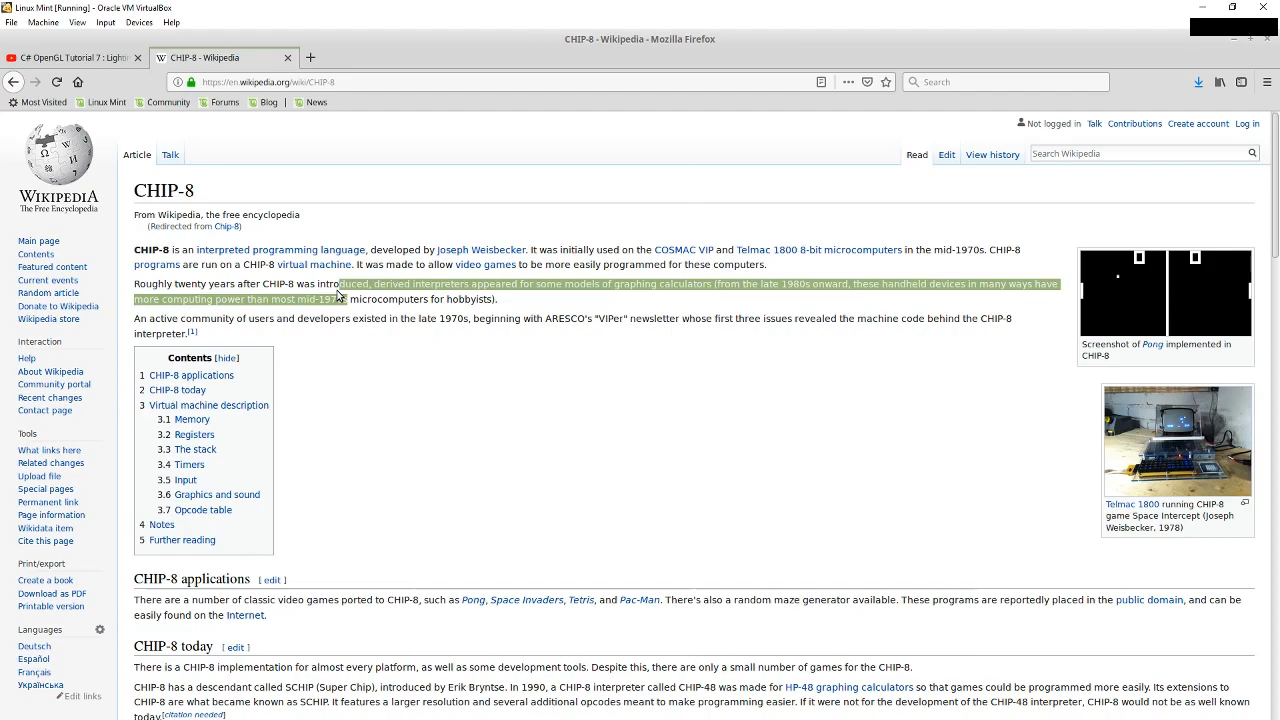 Linux Mint [Running] - Oracle VM VirtualBox
File Machine View Input Devices Help
CHIP-8 - Wikipedia - Mozilla Firefox
C# OpenGL Tutorial 7 : Light
CHIP-8 - Wikipedia
https://en.wikipedia.org/wiki/CHIP-8
Search
Most Visited Linux Mint Community Forums Blog News
Not logged in Talk Contributions Create account Log in
Article Talk Read Edit View history Search Wikipedia
WIKIPEDIA
The Free Encyclopedia
Main page
Contents
Featured content
Current events
Random article
Donate to Wikipedia
Wikipedia store
Interaction
Help
About Wikipedia
Community portal
Recent changes
Contact page
Tools
What links here
Related changes
Upload file
Special pages
Permanent link
Page information
Wikidata item
Cite this page
Print/export
Create a book
Download as PDF
Printable version
Languages
Deutsch
Español
Français
Українська
Edit links
CHIP-8
From Wikipedia, the free encyclopedia
(Redirected from Chip-8)
CHIP-8 is an interpreted programming language, developed by Joseph Weisbecker. It was initially used on the COSMAC VIP and Telmac 1800 8-bit microcomputers in the mid-1970s. CHIP-8
programs are run on a CHIP-8 virtual machine. It was made to allow video games to be more easily programmed for these computers.
Roughly twenty years after CHIP-8 was introduced, derived interpreters appeared for some models of graphing calculators (from the late 1980s onward, these handheld devices in many ways have
more computing power than most mid-197 microcomputers for hobbyists).
An active community of users and developers existed in the late 1970s, beginning with ARESCO's "VIPer" newsletter whose first three issues revealed the machine code behind the CHIP-8
interpreter.[1]
Screenshot of Pong implemented in
CHIP-8
Telmac 1800 running CHIP-8
game Space Intercept (Joseph
Weisbecker, 1978)
Contents [hide]
1 CHIP-8 applications
2 CHIP-8 today
3 Virtual machine description
3.1 Memory
3.2 Registers
3.3 The stack
3.4 Timers
3.5 Input
3.6 Graphics and sound
3.7 Opcode table
4 Notes
5 Further reading
CHIP-8 applications [ edit ]
There are a number of classic video games ported to CHIP-8, such as Pong, Space Invaders, Tetris, and Pac-Man. There's also a random maze generator available. These programs are reportedly placed in the public domain, and can be
easily found on the Internet.
CHIP-8 today [ edit ]
There is a CHIP-8 implementation for almost every platform, as well as some development tools. Despite this, there are only a small number of games for the CHIP-8.
CHIP-8 has a descendant called SCHIP (Super Chip), introduced by Erik Bryntse. In 1990, a CHIP-8 interpreter called CHIP-48 was made for HP-48 graphing calculators so that games could be programmed more easily. Its extensions to
CHIP-8 are what became known as SCHIP. It features a larger resolution and several additional opcodes meant to make programming easier. If it were not for the development of the CHIP-48 interpreter, CHIP-8 would not be as well known
today.[citation needed]